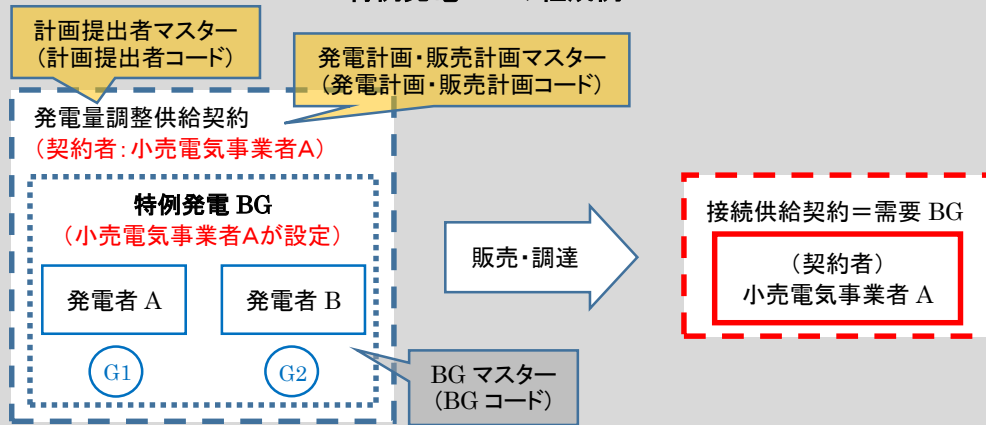 計画提出者マスター
(計画提出者コード)
発電計画・販売計画マスター
(発電計画・販売計画コード)
発電量調整供給契約
(契約者:小売電気事業者A)
特例発電 BG
(小売電気事業者Aが設定)
発電者 A
発電者 B
G1
G2
BG マスター
(BG コード)
販売・調達
接続供給契約=需要 BG
(契約者)
小売電気事業者 A